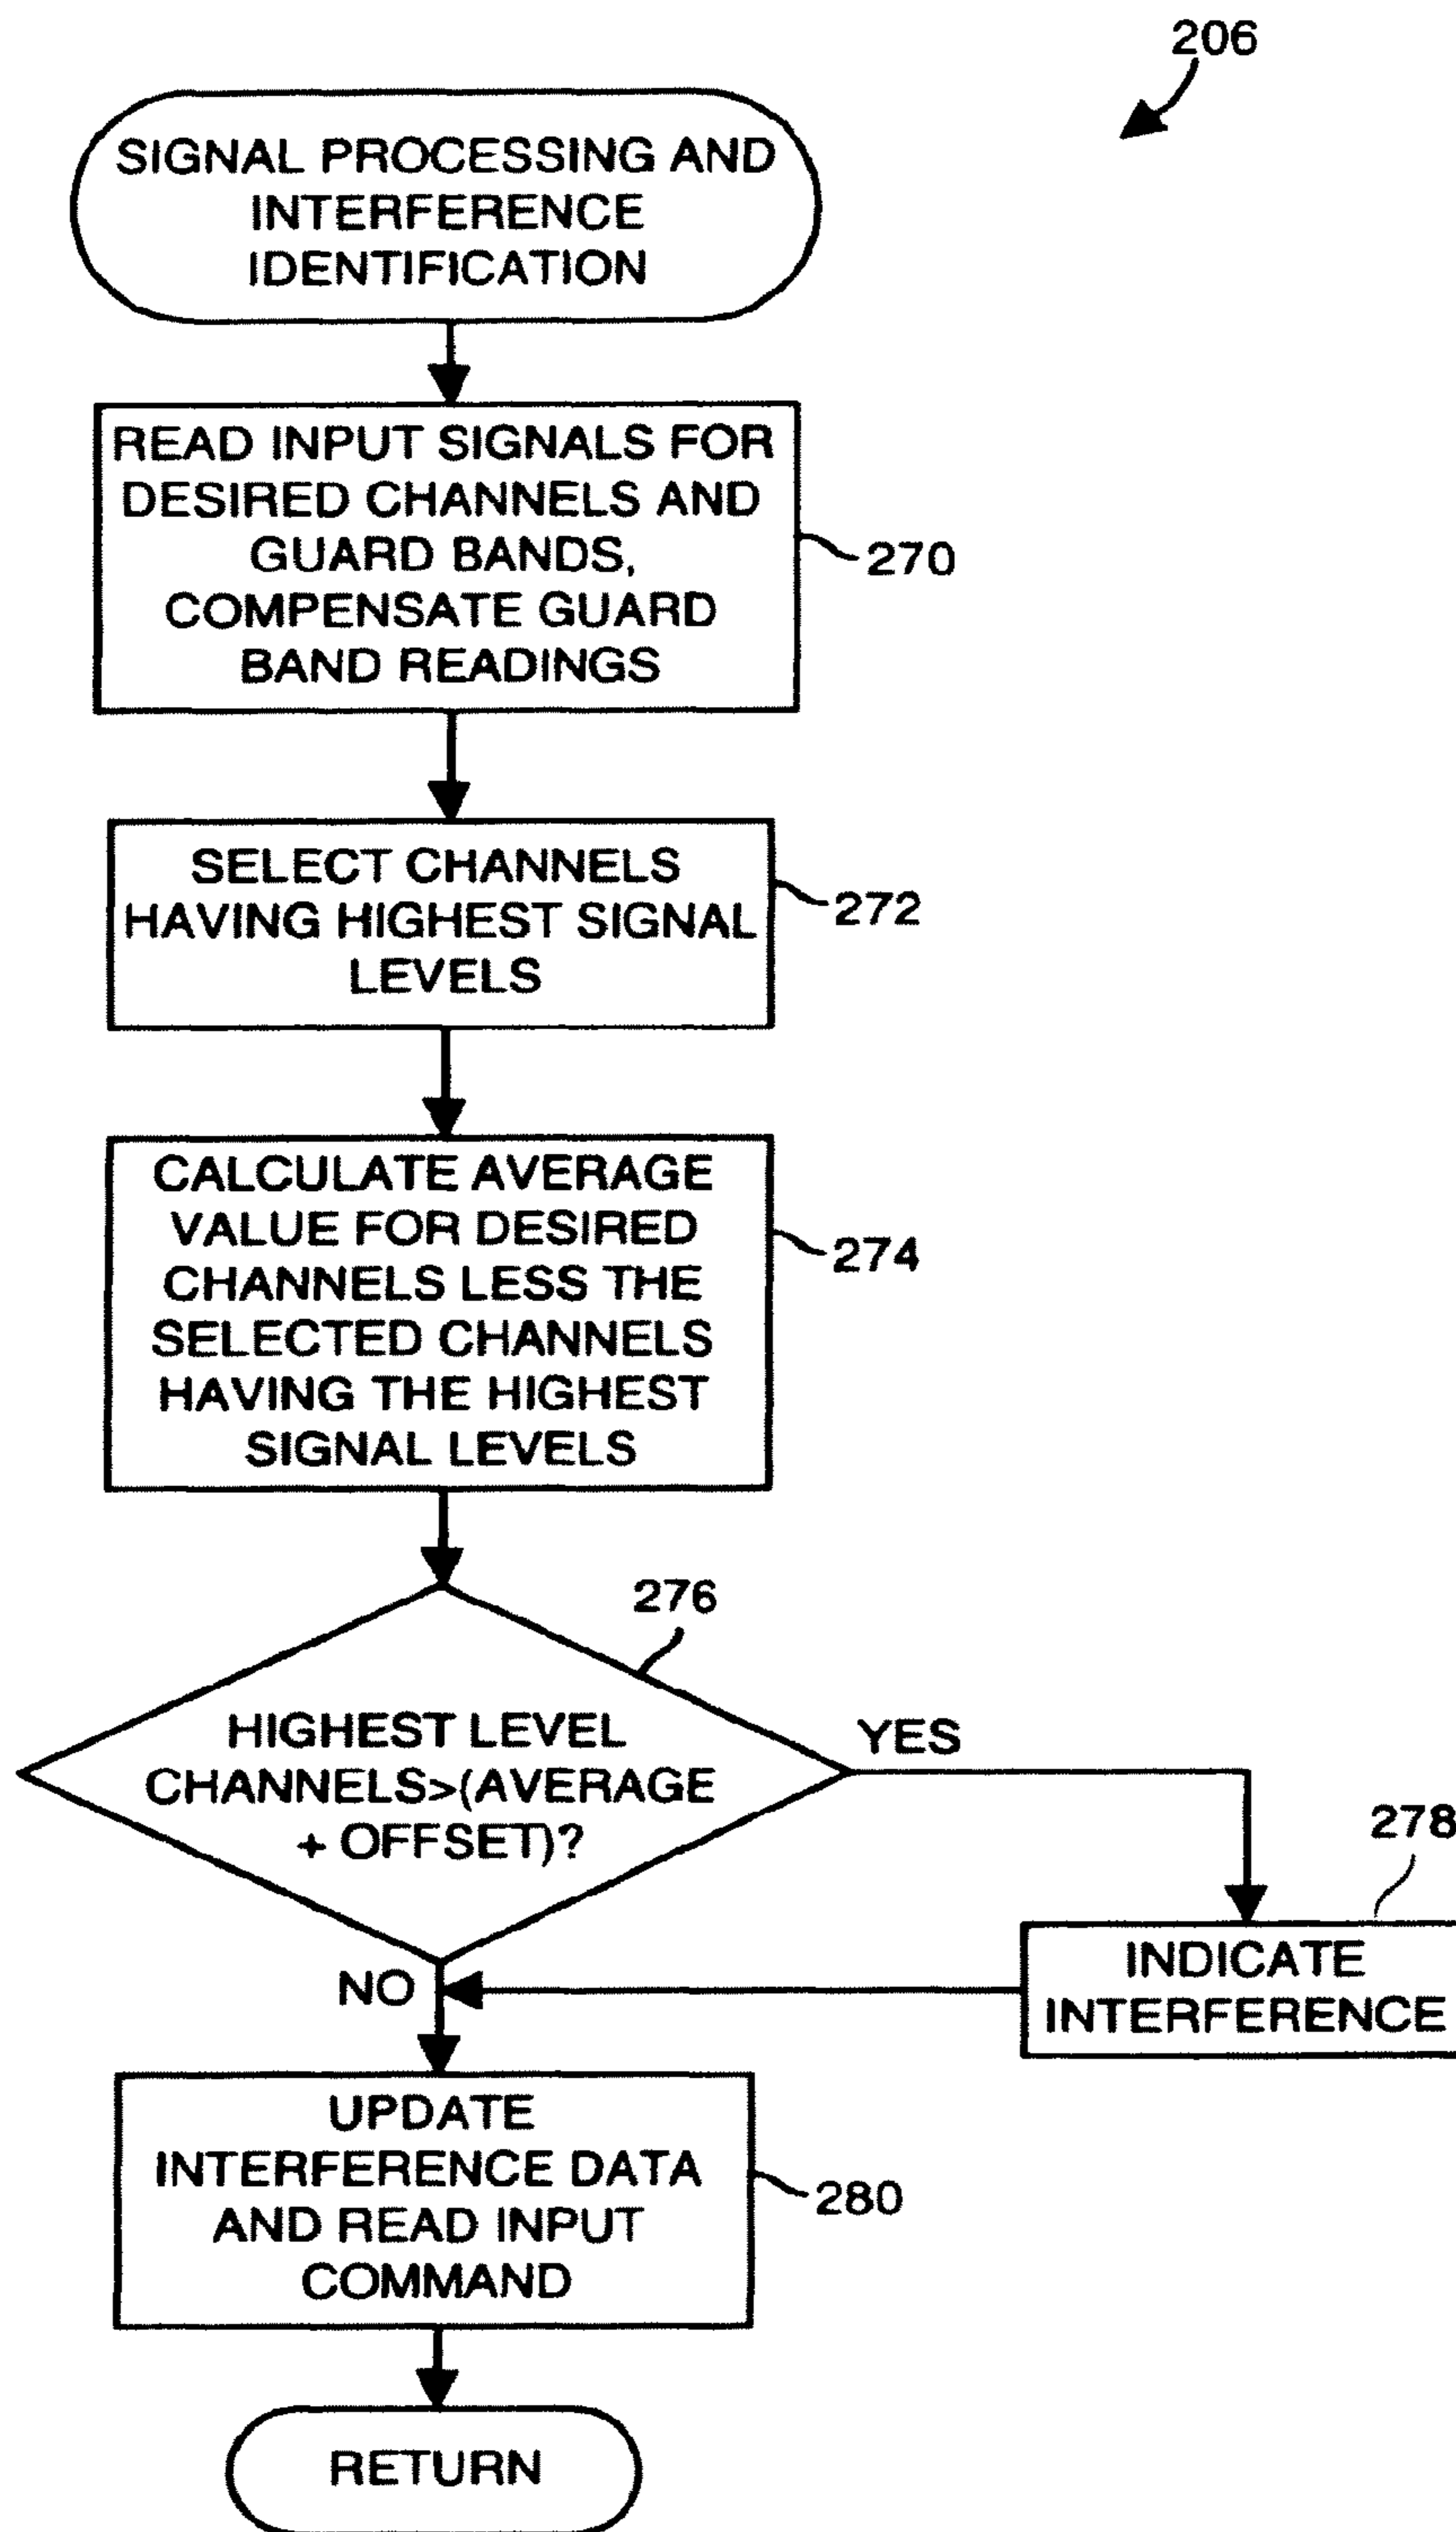 206
SIGNAL PROCESSING AND
INTERFERENCE
IDENTIFICATION
READ INPUT SIGNALS FOR
DESIRED CHANNELS AND
GUARD BANDS,
COMPENSATE GUARD
BAND READINGS
270
SELECT CHANNELS
HAVING HIGHEST SIGNAL
LEVELS
272
CALCULATE AVERAGE
VALUE FOR DESIRED
CHANNELS LESS THE
SELECTED CHANNELS
HAVING THE HIGHEST
SIGNAL LEVELS
274
276
HIGHEST LEVEL
CHANNELS>(AVERAGE
+ OFFSET)?
YES
278
INDICATE
INTERFERENCE
NO
UPDATE
INTERFERENCE DATA
AND READ INPUT
COMMAND
280
RETURN